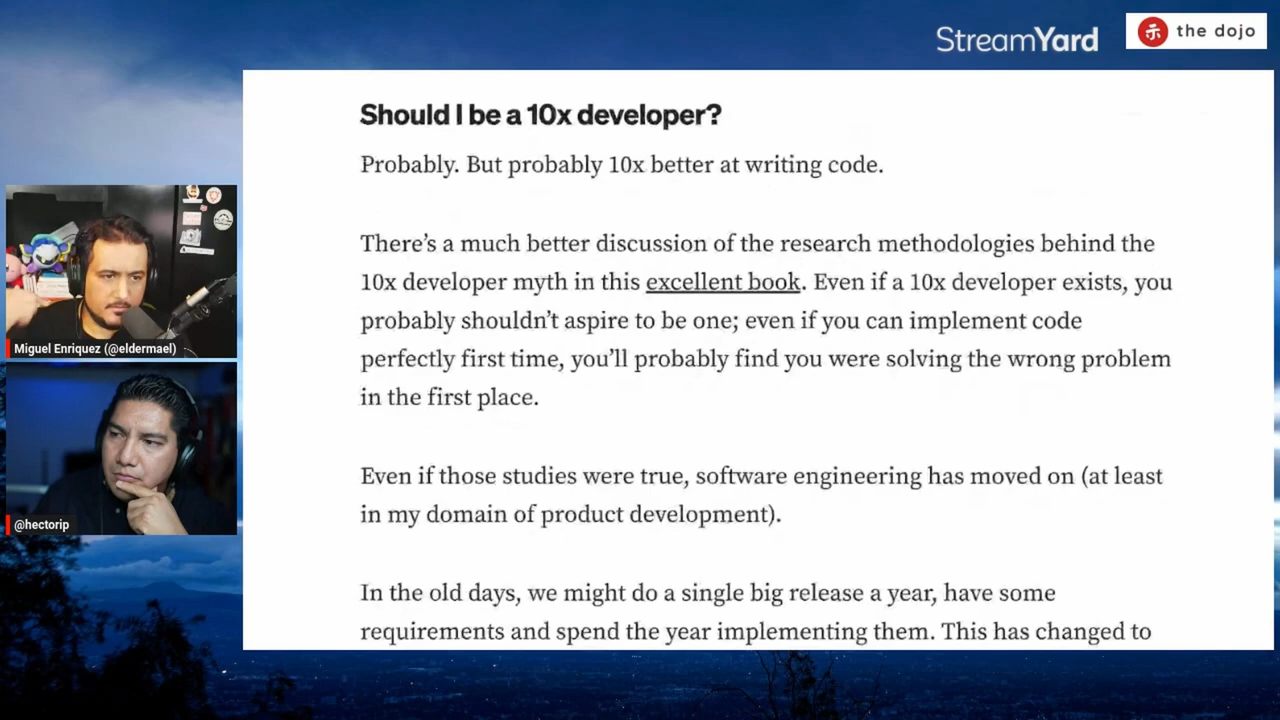 StreamYard
the dojo
Should I be a 10x developer?
Probably. But probably 10x better at writing code.
There’s a much better discussion of the research methodologies behind the
10x developer myth in this excellent book. Even if a 10x developer exists, you
probably shouldn’t aspire to be one; even if you can implement code
perfectly first time, you’ll probably find you were solving the wrong problem
in the first place.
Even if those studies were true, software engineering has moved on (at least
in my domain of product development).
In the old days, we might do a single big release a year, have some
requirements and spend the year implementing them. This has changed to
Miguel Enriquez (@eldermael)
@hectorip